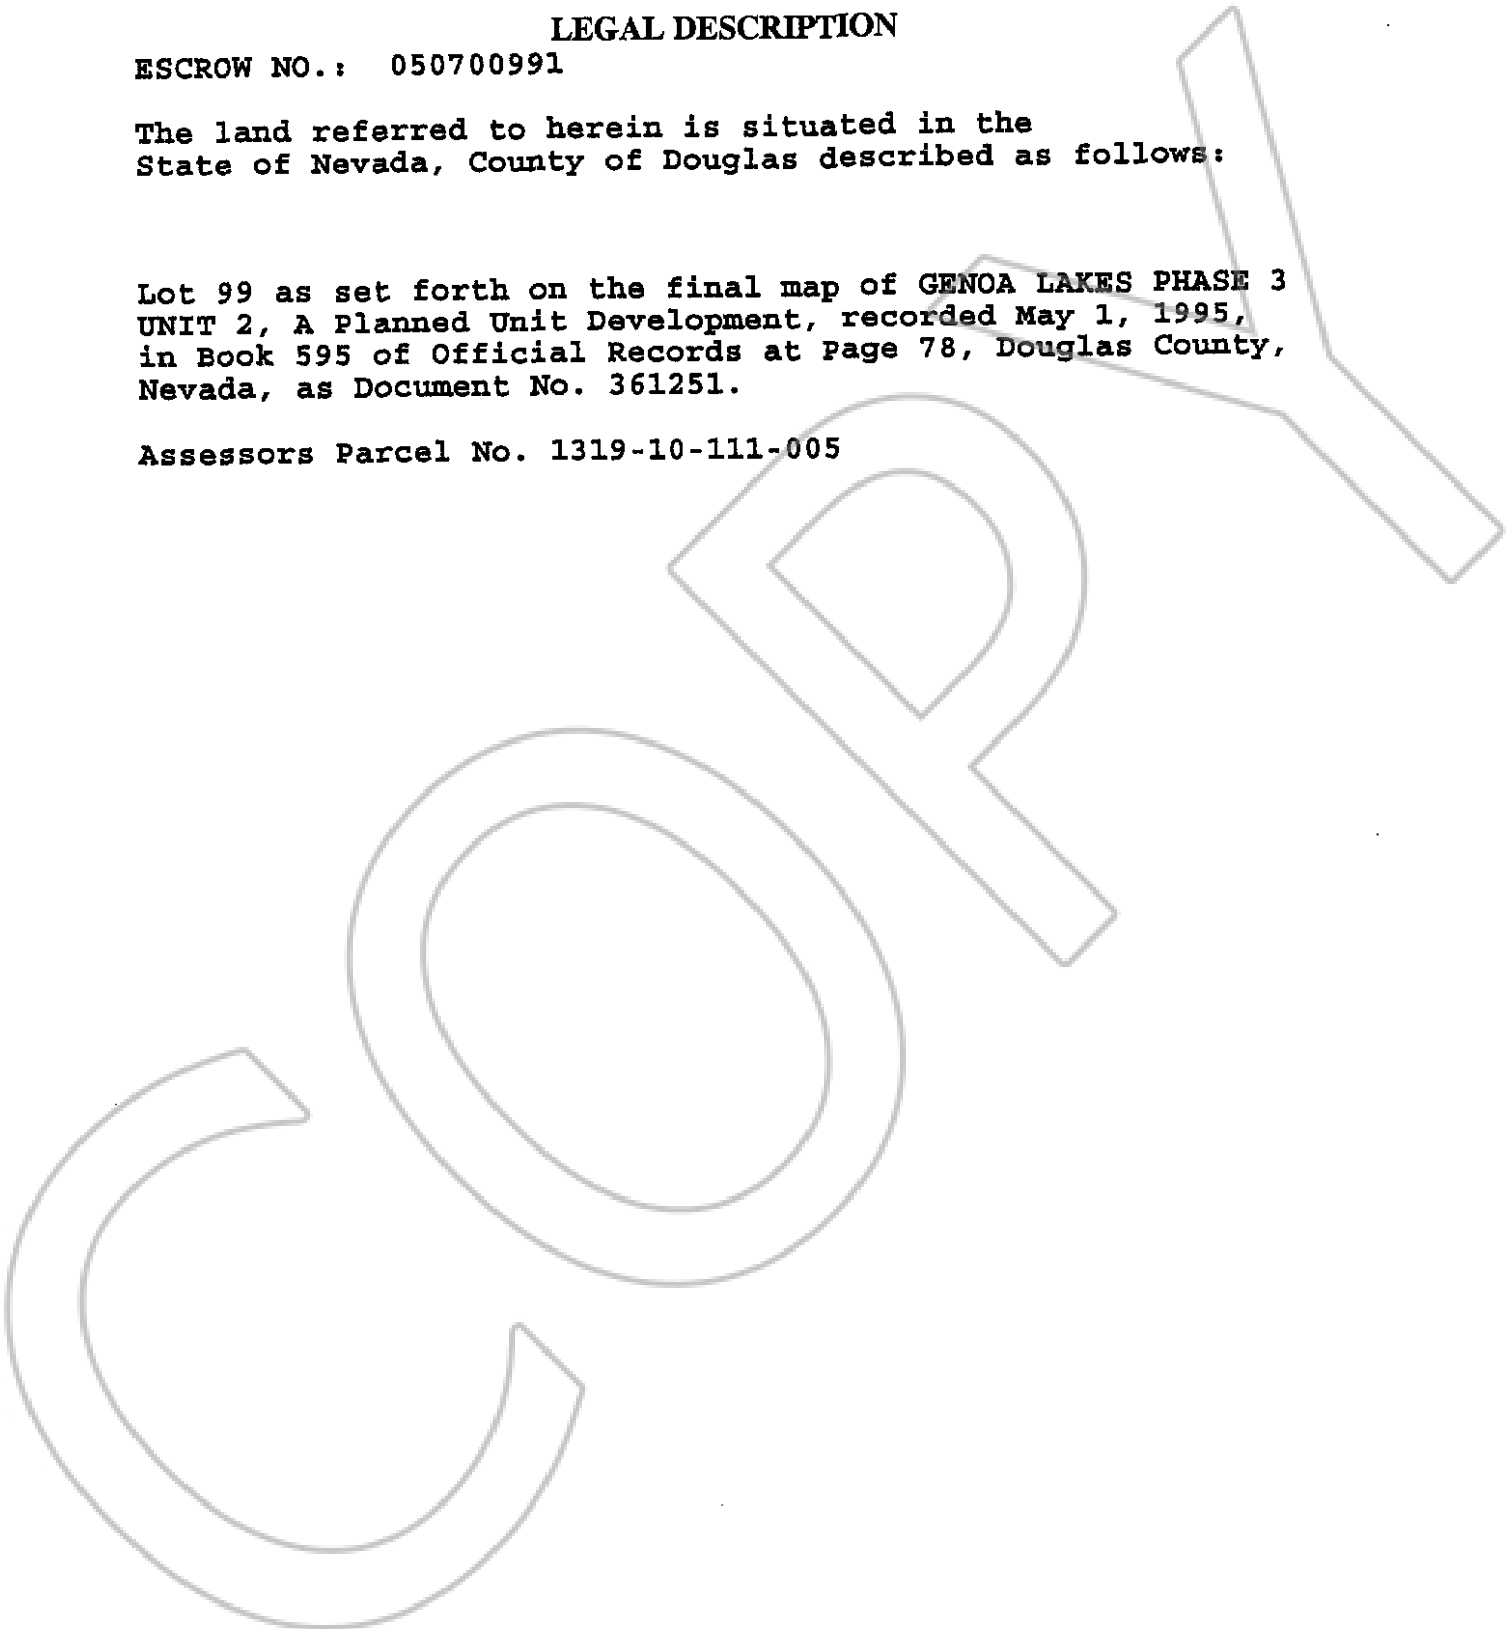 LEGAL DESCRIPTION
ESCROW NO.: 050700991
The land referred to herein is situated in the
State of Nevada, County of Douglas described as follows:
Lot 99 as set forth on the final map of GENOA LAKES PHASE 3
UNIT 2, A Planned Unit Development, recorded May 1, 1995,
in Book 595 of Official Records at Page 78, Douglas County,
Nevada, as Document No. 361251.
Assessors Parcel No. 1319-10-111-005
COPY